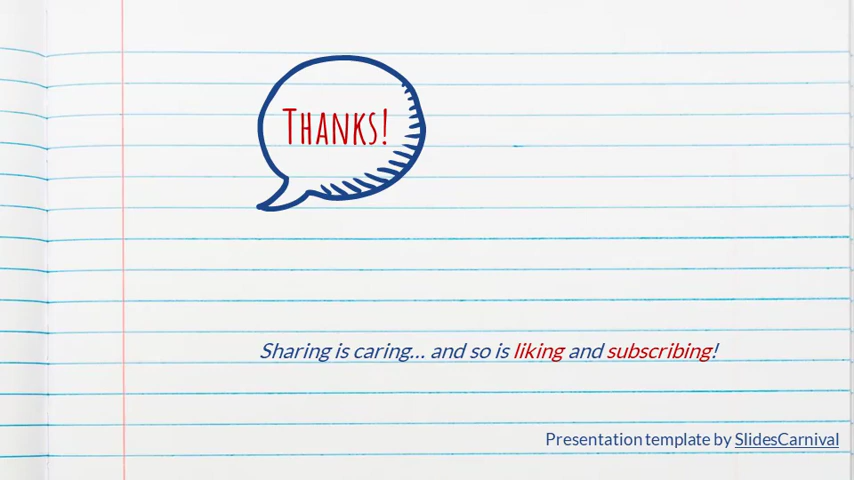 THANKS!
Sharing is caring... and so is liking and subscribing!
Presentation template by SlidesCarnival